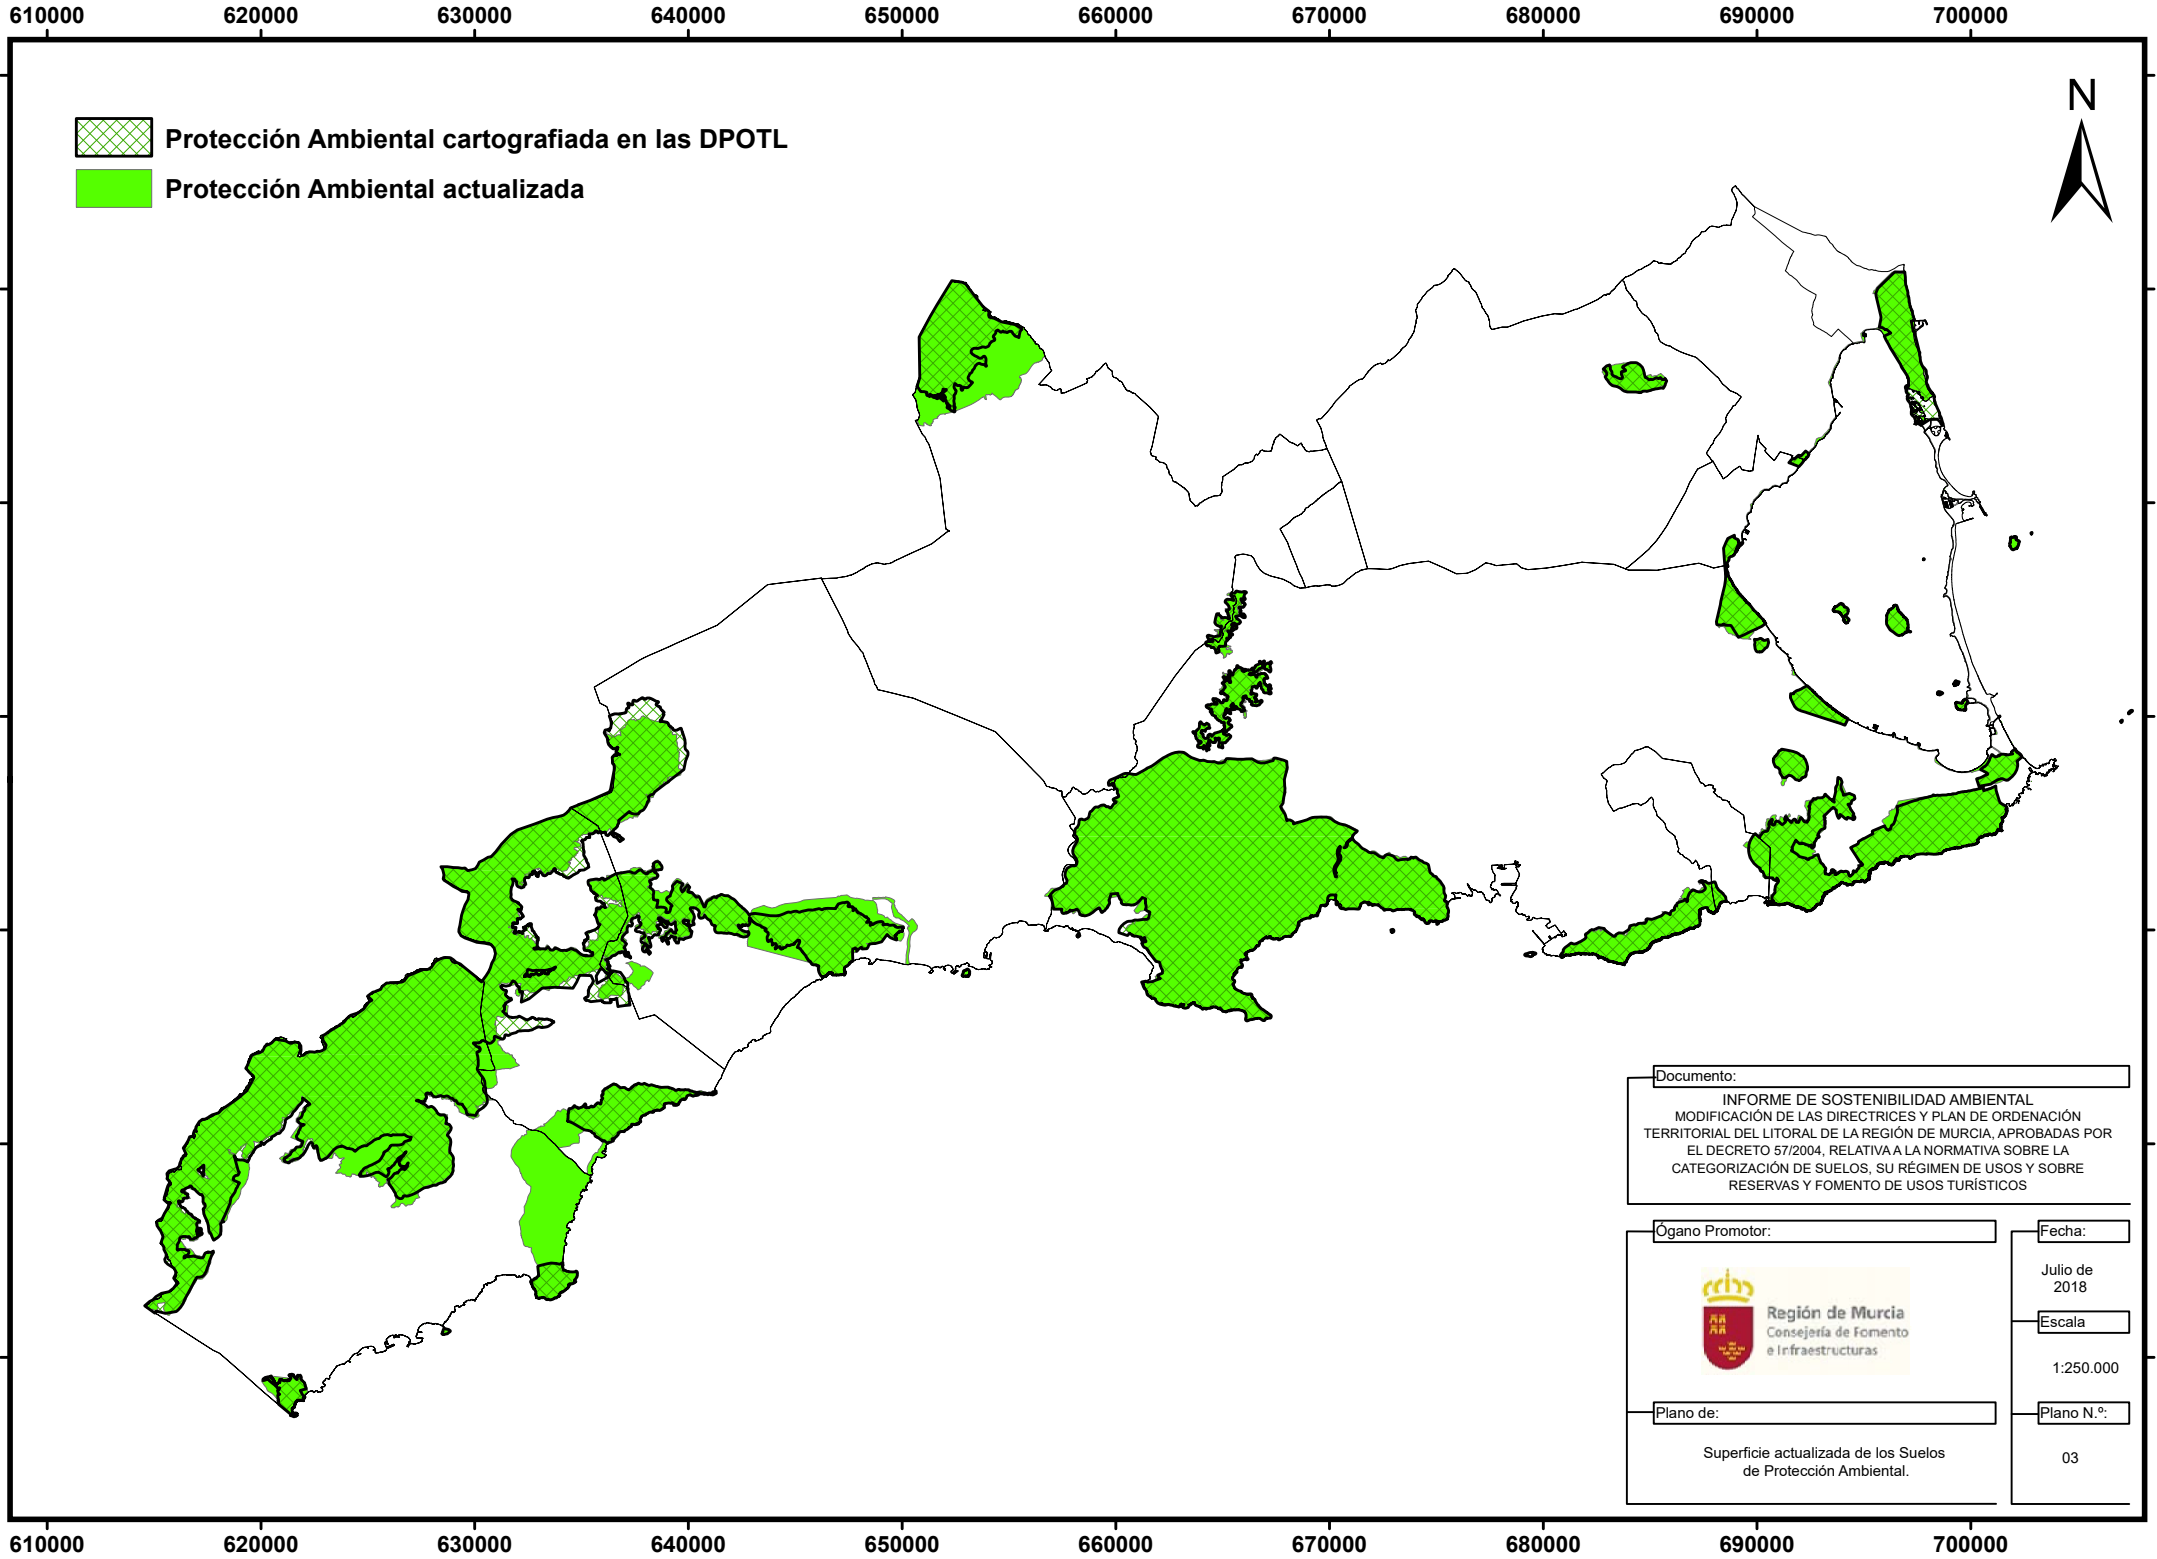 610000 620000 630000 640000 650000 660000 670000 680000 690000 700000
N
Protección Ambiental cartografiada en las DPOTL
Protección Ambiental actualizada
Documento:
INFORME DE SOSTENIBILIDAD AMBIENTAL
MODIFICACIÓN DE LAS DIRECTRICES Y PLAN DE ORDENACIÓN
TERRITORIAL DEL LITORAL DE LA REGIÓN DE MURCIA, APROBADAS POR
EL DECRETO 57/2004, RELATIVA A LA NORMATIVA SOBRE LA
CATEGORIZACIÓN DE SUELOS, SU RÉGIMEN DE USOS Y SOBRE
RESERVAS Y FOMENTO DE USOS TURÍSTICOS
Ógano Promotor:
Región de Murcia
Consejería de Fomento
e Infraestructuras
Fecha:
Julio de
2018
Escala
1:250.000
Plano de:
Superficie actualizada de los Suelos
de Protección Ambiental.
Plano N.º:
03
610000 620000 630000 640000 650000 660000 670000 680000 690000 700000